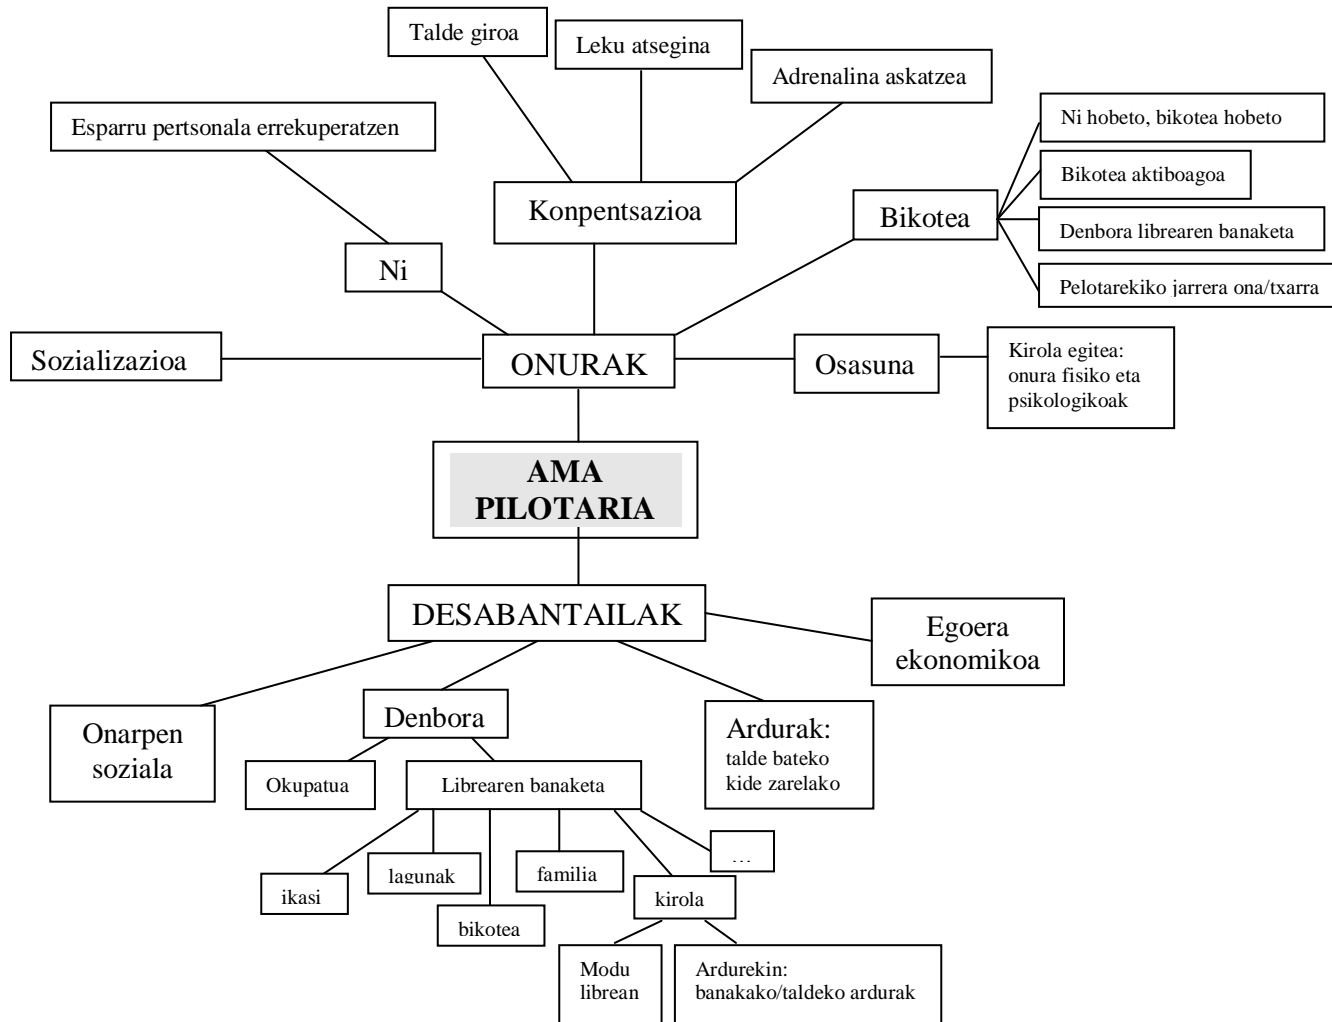 Talde giroa
Leku atsegina
Adrenalina askatzea
Esparru pertsonala errekuperatzen
Ni hobeto, bikotea hobeto
Bikotea aktiboagoa
Konpentsazioa
Bikotea
Denbora librearen banaketa
Ni
Pelotarekiko jarrera ona/txarra
Sozializazioa
ONURAK
Osasuna
Kirola egitea:
onura fisiko eta
psikologikoak
AMA
PILOTARIA
DESABANTAILAK
Egoera
ekonomikoa
Onarpen
soziala
Denbora
Ardurak:
talde bateko
kide zarelako
Okupatua
Librearen banaketa
...
ikasi
lagunak
familia
kirola
bikotea
Modu
librean
Ardurekin:
banakako/taldeko ardurak